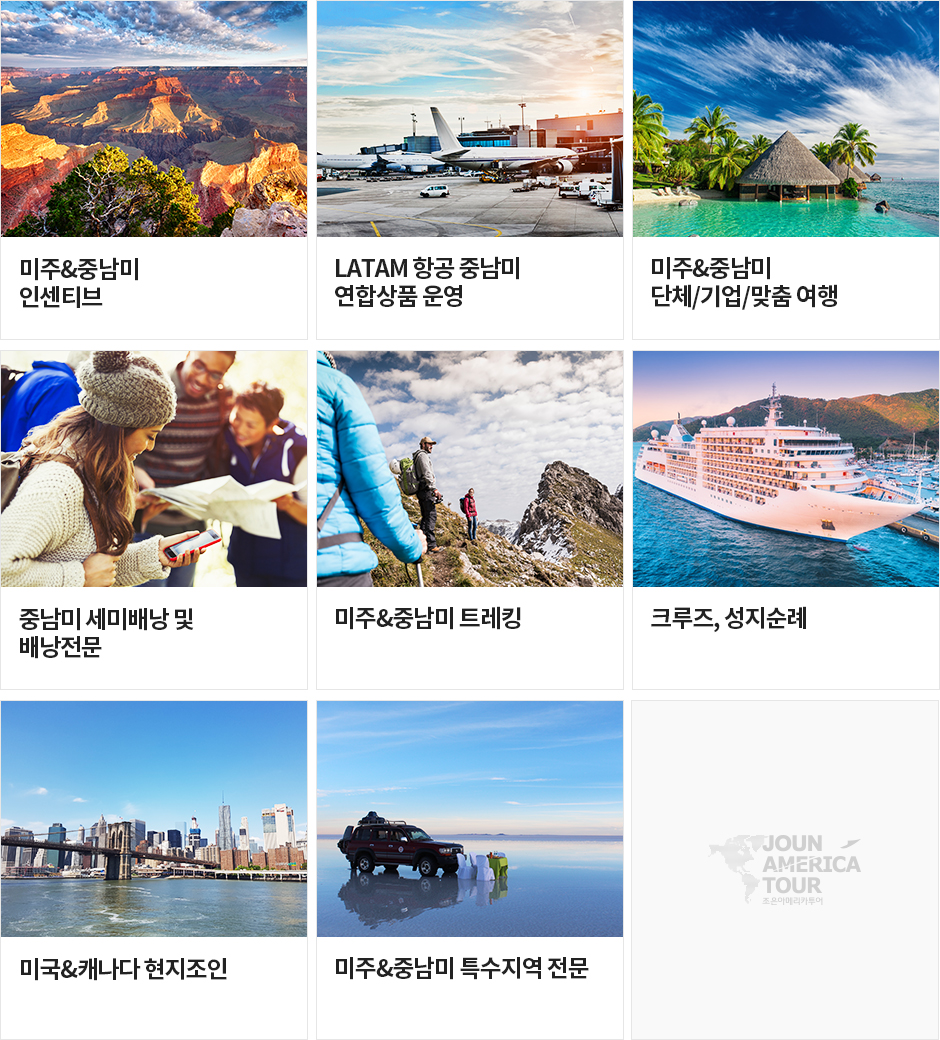 미주&중남미
인센티브
LATAM 항공 중남미
연합상품 운영
미주&중남미
단체/기업/맞춤 여행
중남미 세미배낭 및
배낭전문
미주&중남미 트레킹
크루즈, 성지순례
미국&캐나다 현지조인
미주&중남미 특수지역 전문
JOUN
AMERICA
TOUR
조은아메리카투어